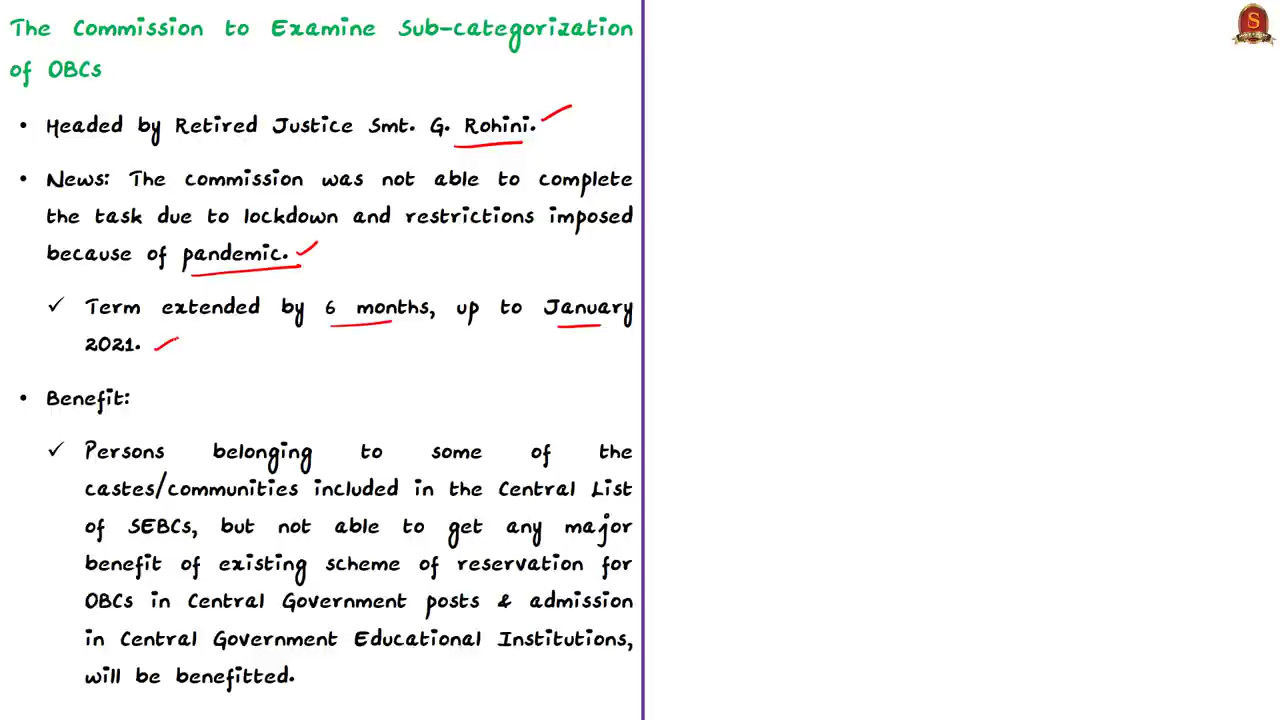 The Commission to Examine Sub-categorization
of OBCs
• Headed by Retired Justice Smt. G. Rohini.
• News: The commission was not able to complete
the task due to lockdown and restrictions imposed
because of pandemic.
✓ Term extended by 6 months, up to January
2021.
• Benefit:
✓ Persons belonging to some of the
castes/communities included in the Central List
of SEBCs, but not able to get any major
benefit of existing scheme of reservation for
OBCs in Central Government posts & admission
in Central Government Educational Institutions,
will be benefitted.
S